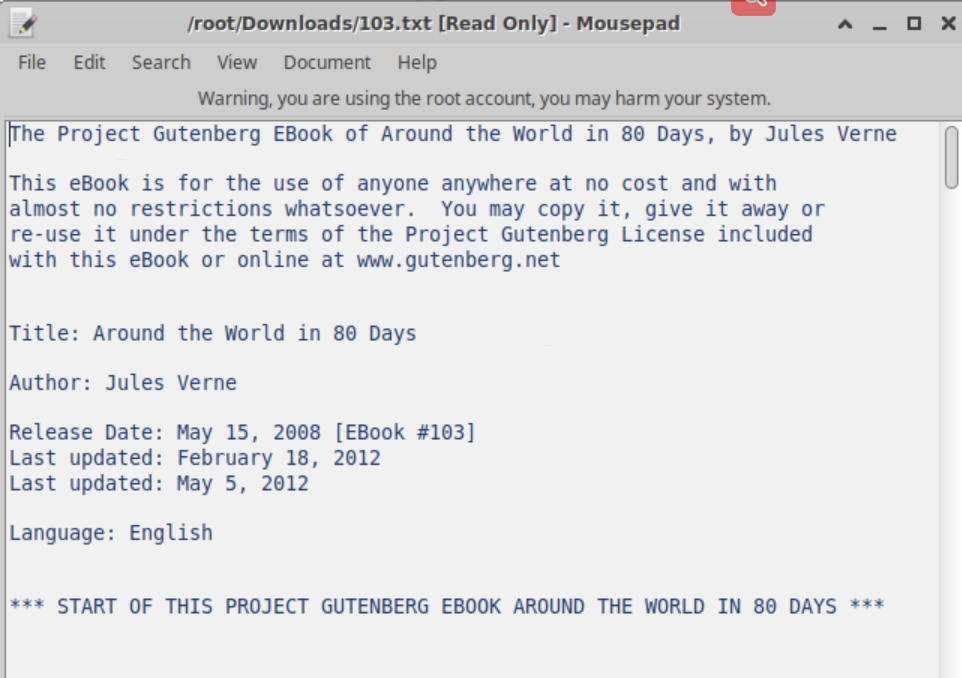 /root/Downloads/103.txt [Read Only] - Mousepad
File Edit Search View Document Help
Warning, you are using the root account, you may harm your system.
The Project Gutenberg EBook of Around the World in 80 Days, by Jules Verne
This eBook is for the use of anyone anywhere at no cost and with
almost no restrictions whatsoever.  You may copy it, give it away or
re-use it under the terms of the Project Gutenberg License included
with this eBook or online at www.gutenberg.net
Title: Around the World in 80 Days
Author: Jules Verne
Release Date: May 15, 2008 [EBook #103]
Last updated: February 18, 2012
Last updated: May 5, 2012
Language: English
*** START OF THIS PROJECT GUTENBERG EBOOK AROUND THE WORLD IN 80 DAYS ***